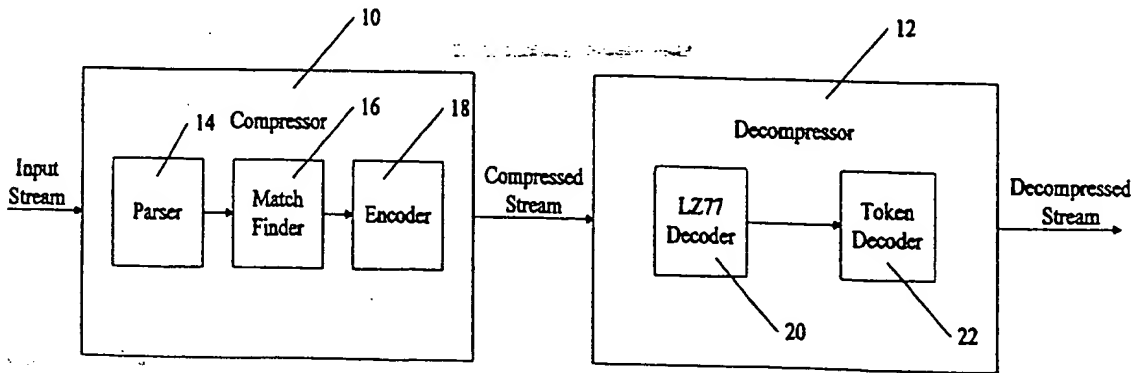 10
12
14
Compressor
16
18
Decompressor
Input
Stream
Parser
Match
Finder
Encoder
Compressed
Stream
LZ77
Decoder
Token
Decoder
Decompressed
Stream
20
22